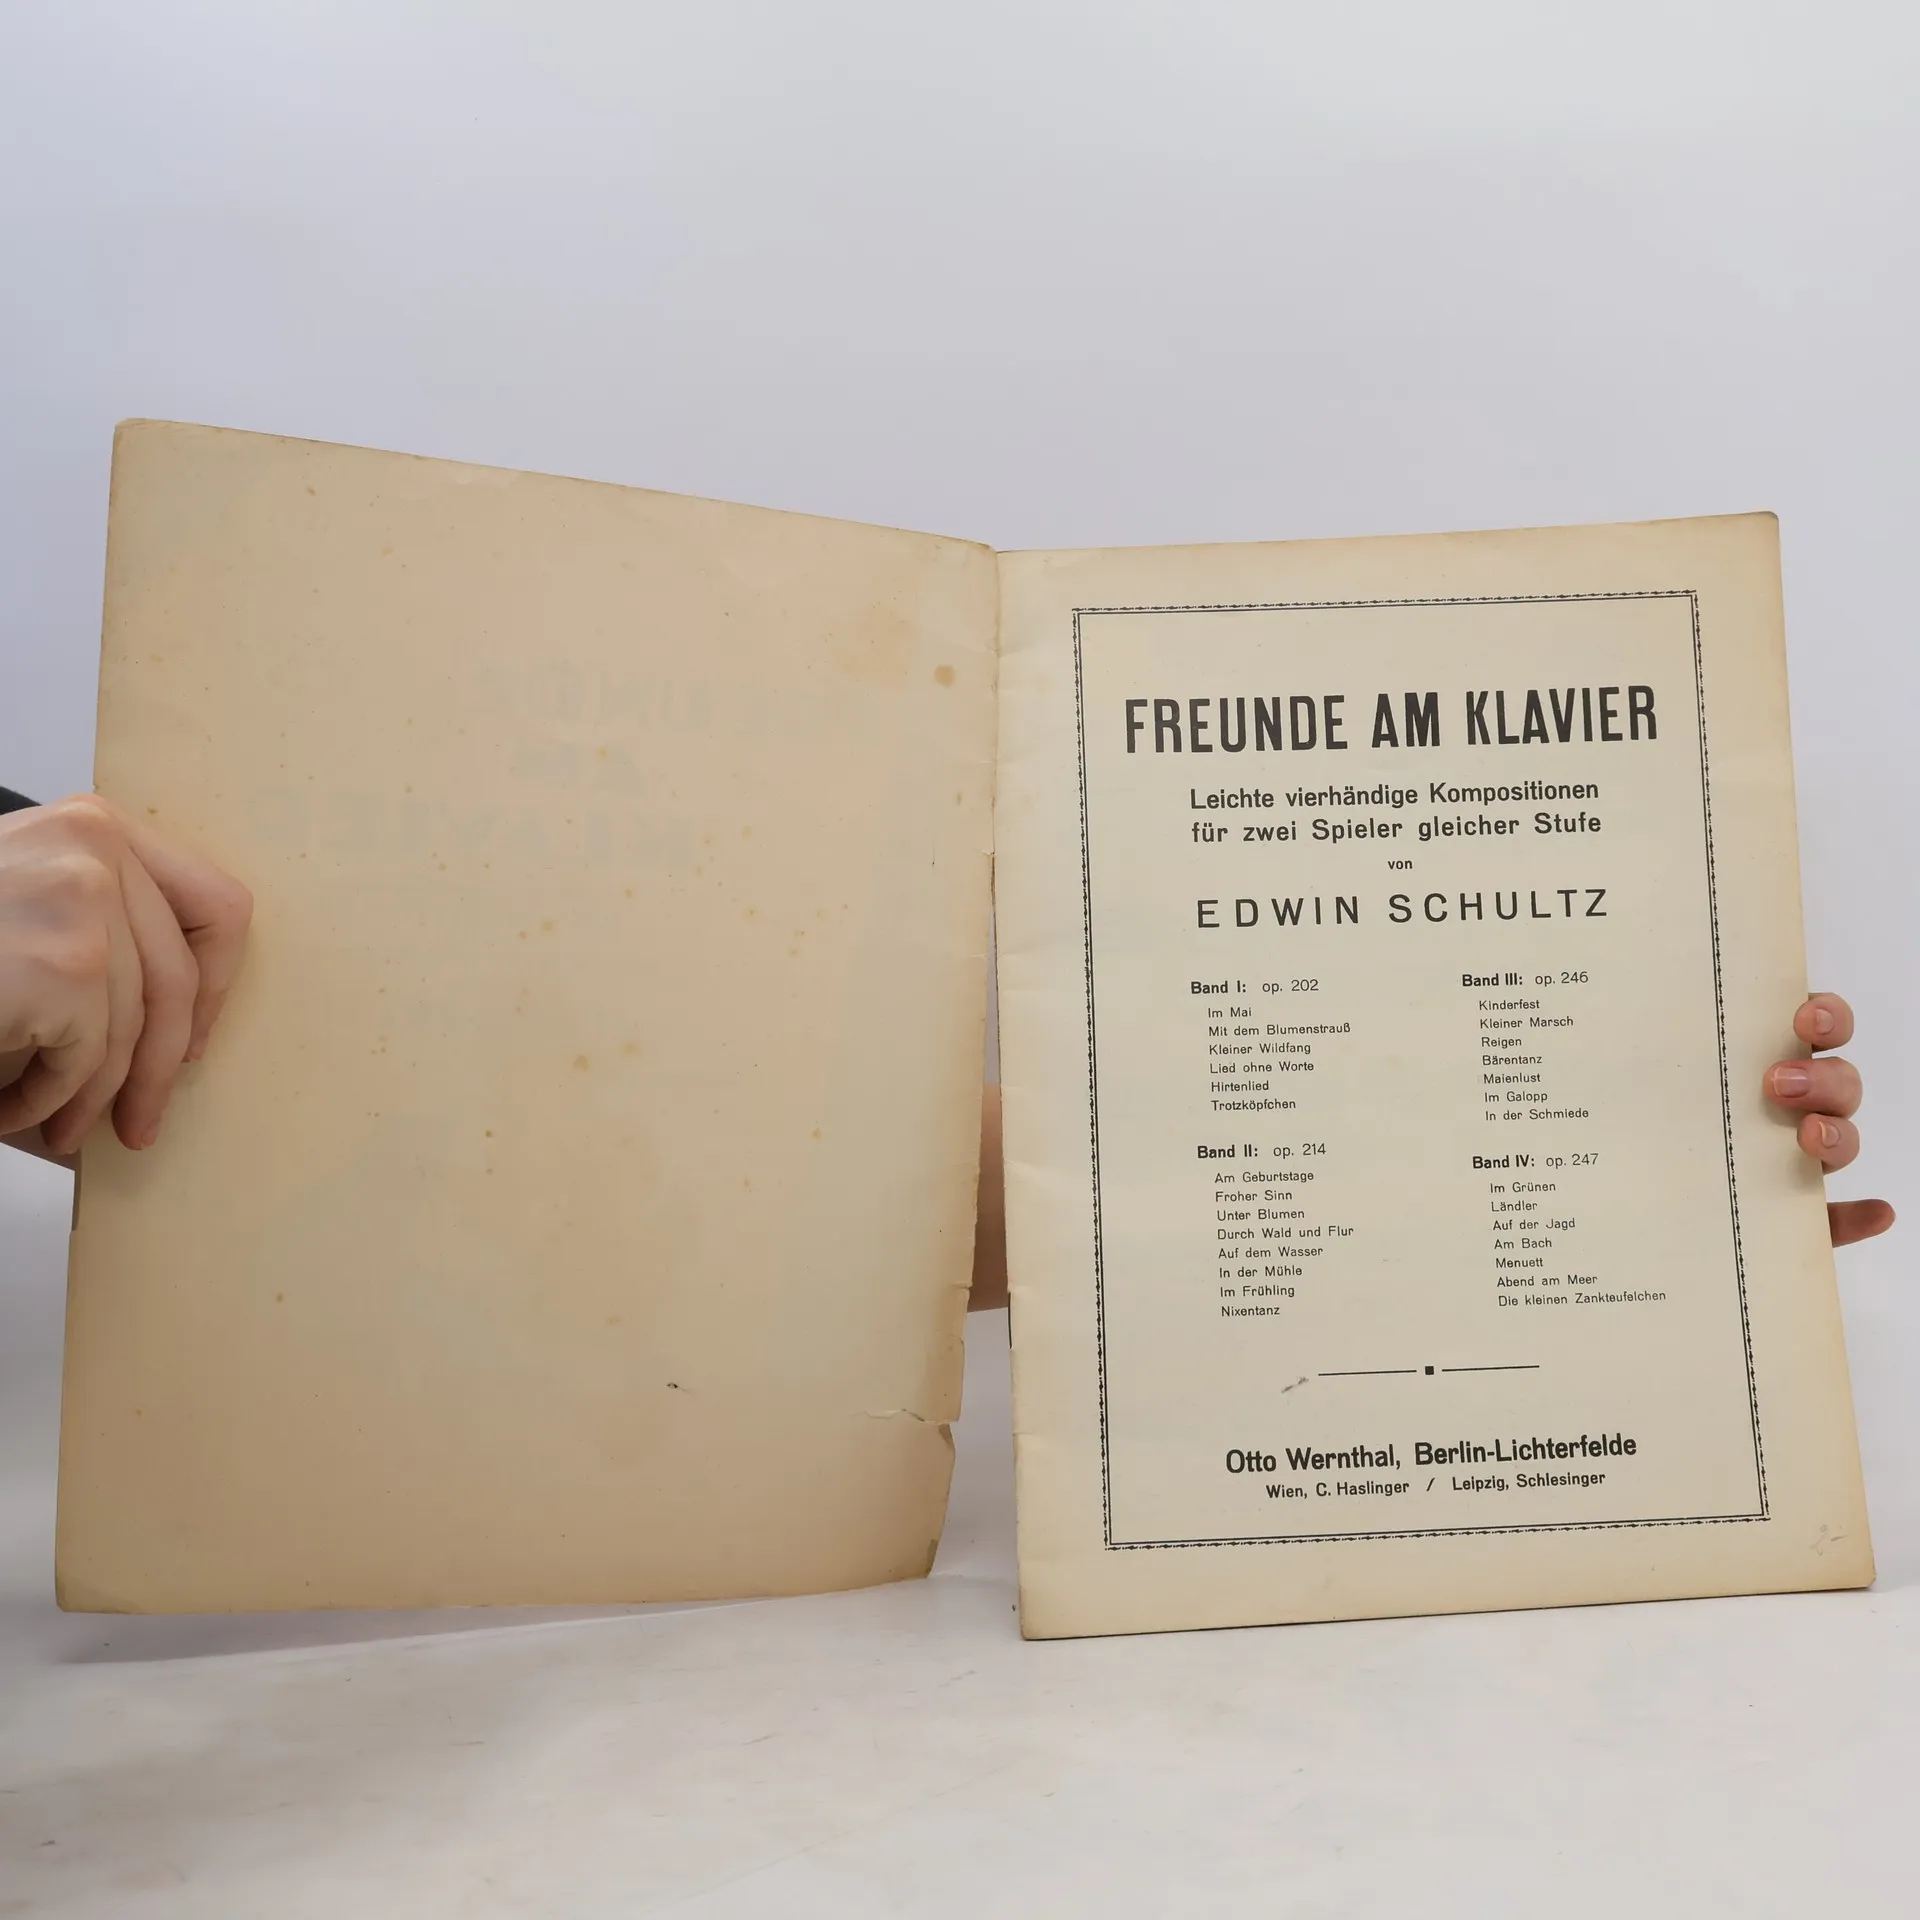 FREUNDE AM KLAVIER
Leichte vierhändige Kompositionen
für zwei Spieler gleicher Stufe
von
EDWIN SCHULTZ
Band I: op. 202
Im Mai
Mit dem Blumenstrauß
Kleiner Wildfang
Lied ohne Worte
Hirtenlied
Trotzköpfchen
Band II: op. 214
Am Geburtstage
Froher Sinn
Unter Blumen
Durch Wald und Flur
Auf dem Wasser
In der Mühle
Im Frühling
Nixentanz
Band III: op. 246
Kinderfest
Kleiner Marsch
Reigen
Bärentanz
Maienlust
Im Galopp
In der Schmiede
Band IV: op. 247
Im Grünen
Ländler
Auf der Jagd
Am Bach
Menuett
Abend am Meer
Die kleinen Zankteufelchen
Otto Wernthal, Berlin-Lichterfelde
Wien, C. Haslinger / Leipzig, Schlesinger